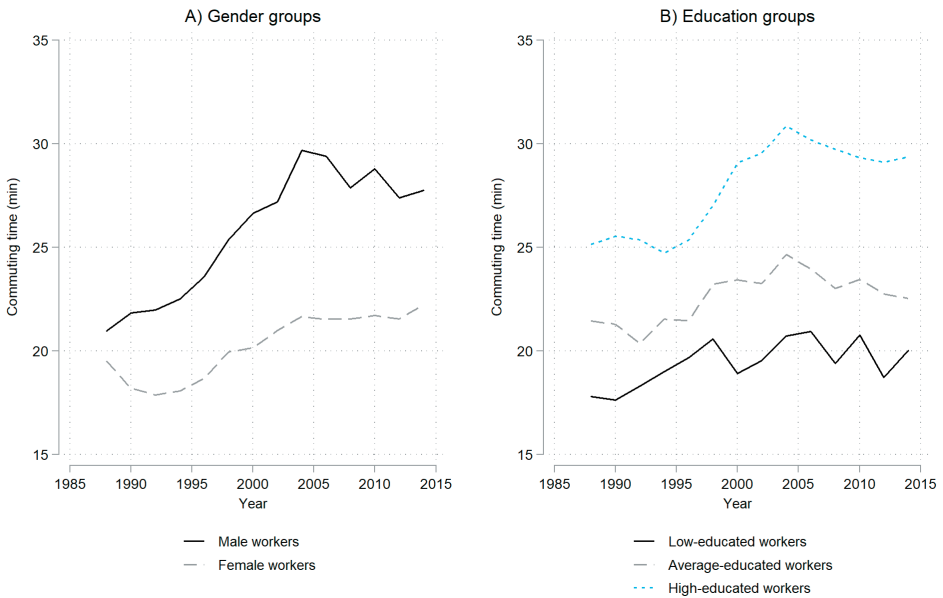 A) Gender groups
35
30
25
20
15
Commuting time (min)
1985 1990 1995 2000 2005 2010 2015
Year
Male workers
Female workers
B) Education groups
35
30
25
20
15
Commuting time (min)
1985 1990 1995 2000 2005 2010 2015
Year
Low-educated workers
Average-educated workers
High-educated workers